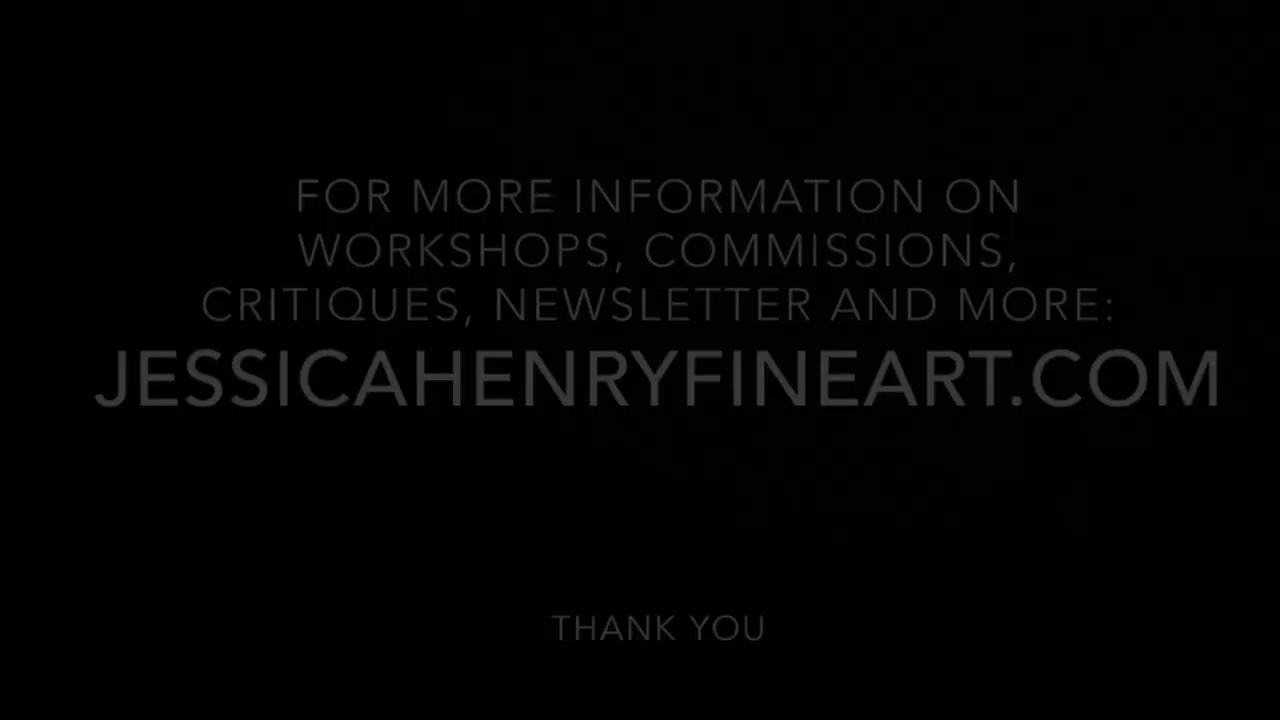 FOR MORE INFORMATION ON
WORKSHOPS, COMMISSIONS,
CRITIQUES, NEWSLETTER AND MORE:
JESSICAHENRYFINEART.COM
THANK YOU